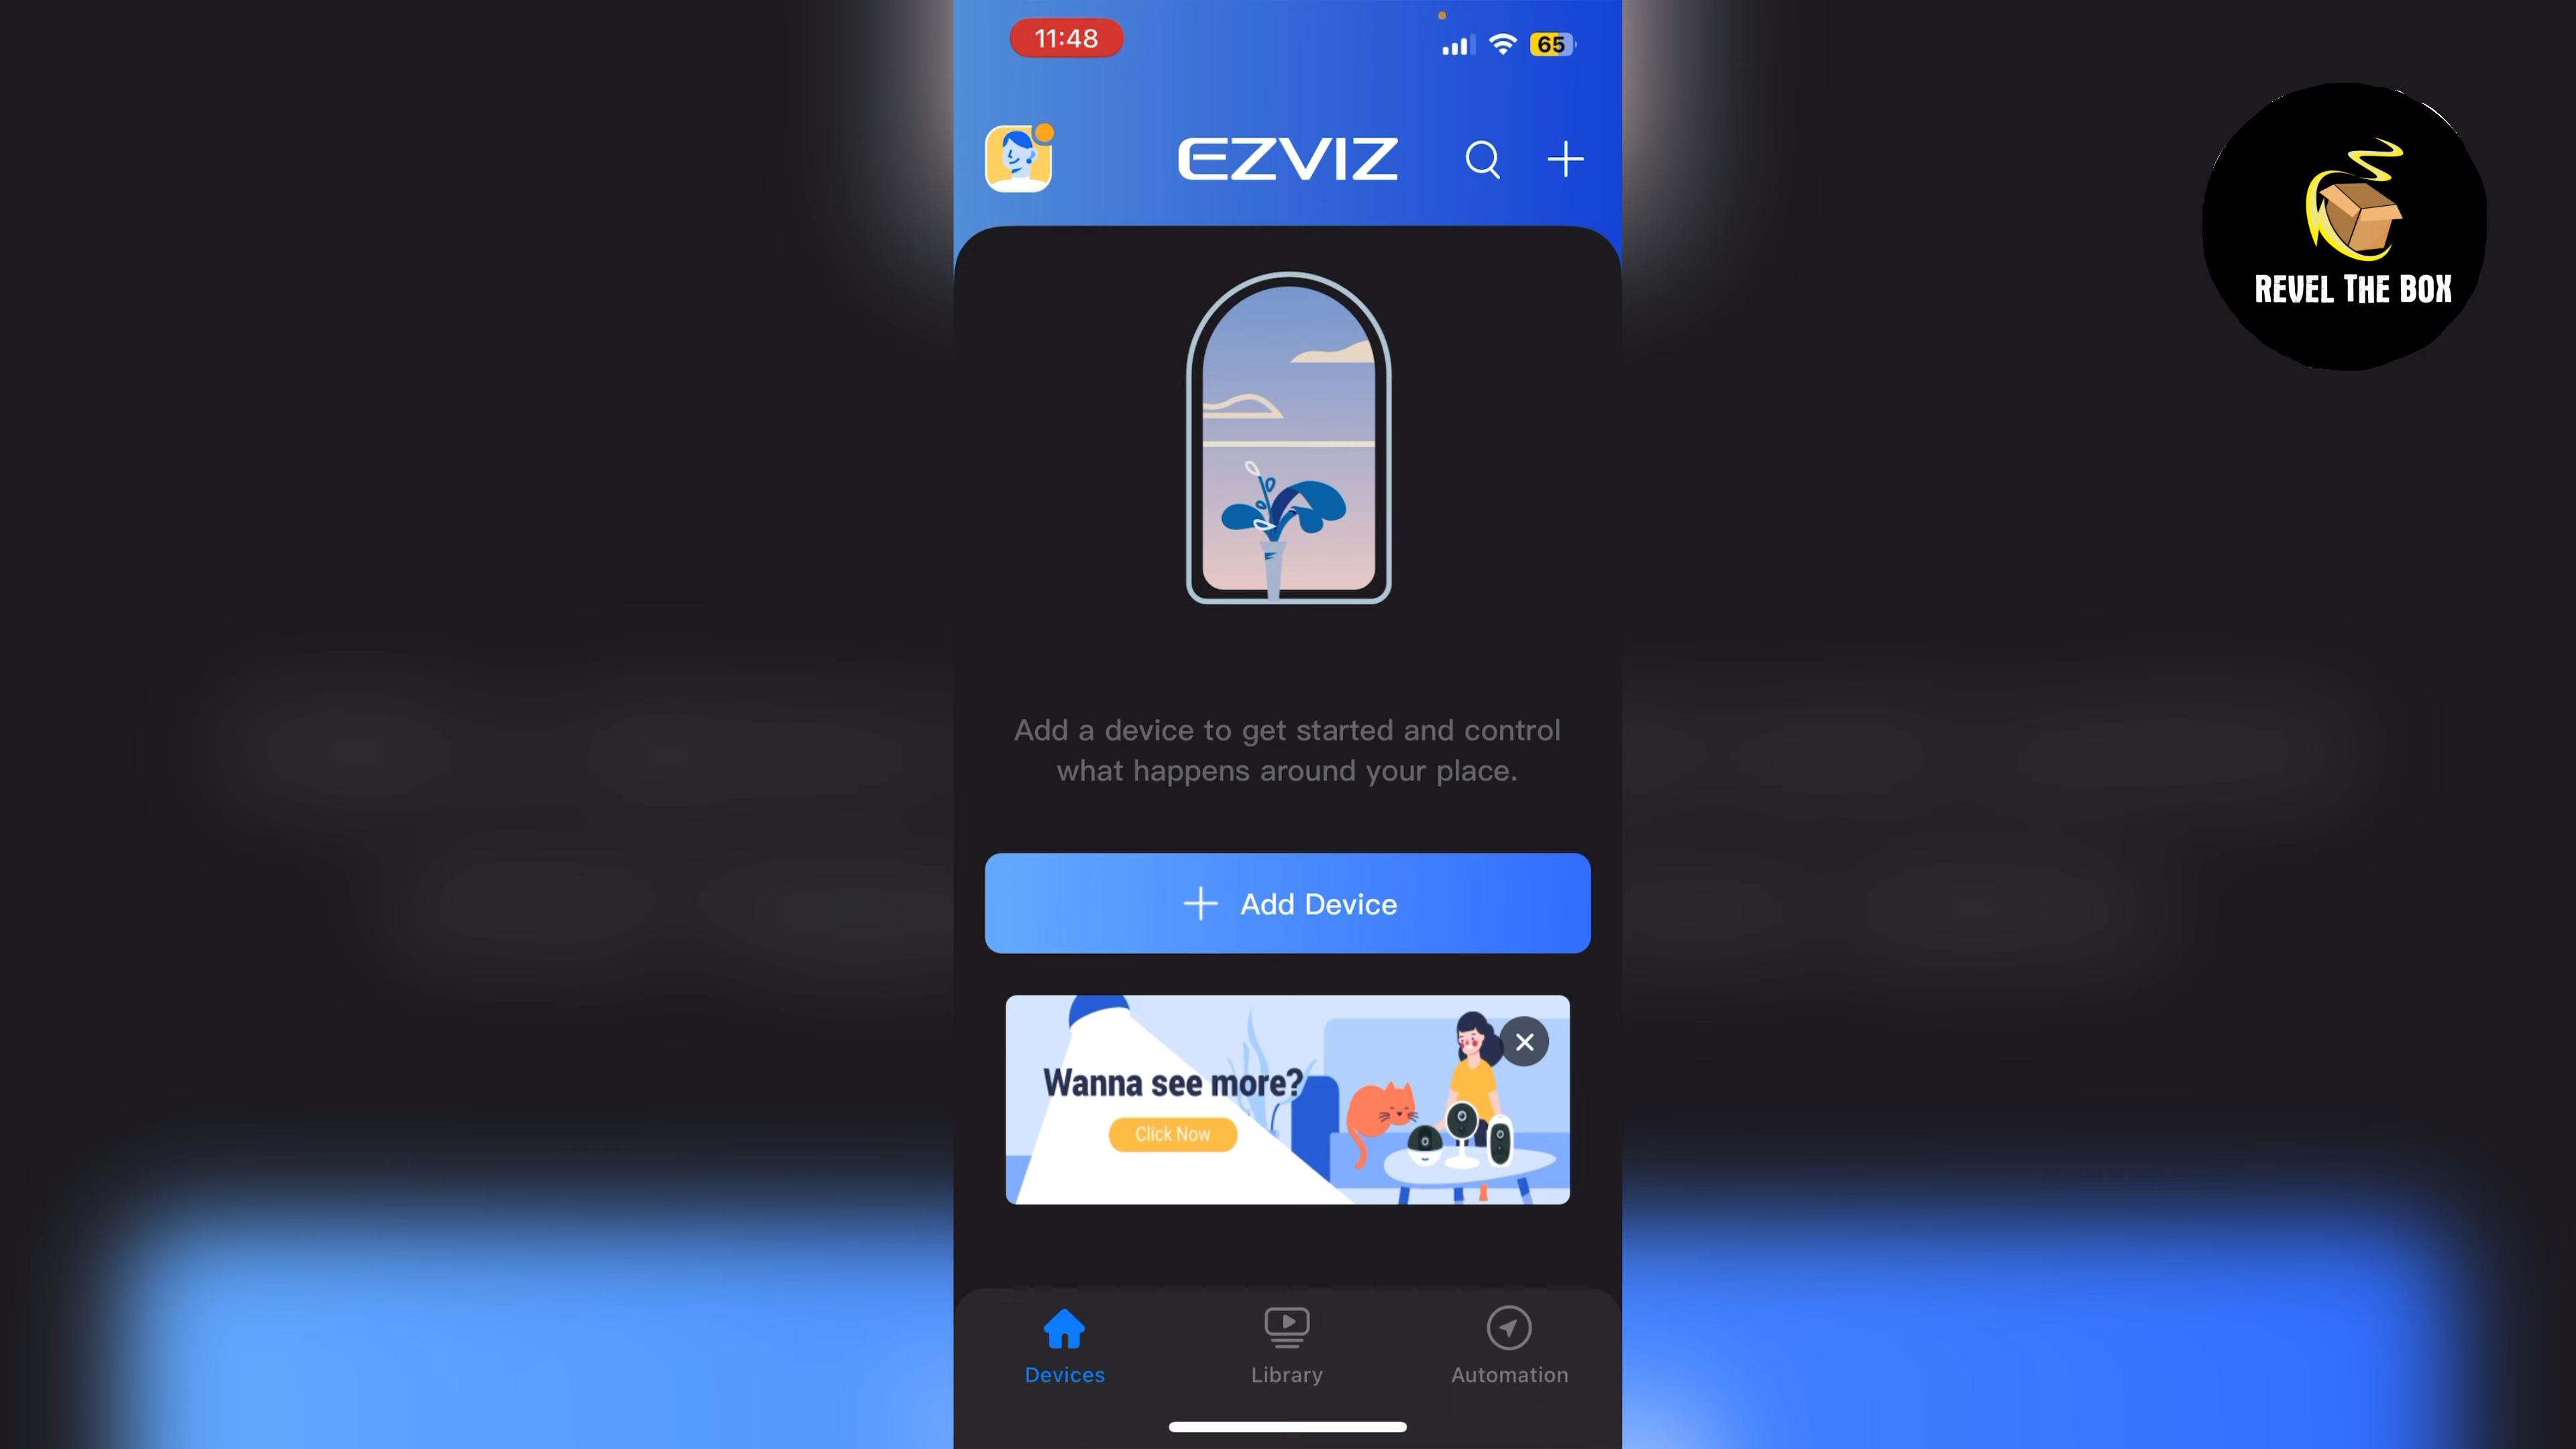 11:48
65
EZVIZ
REVEL THE BOX
Add a device to get started and control
what happens around your place.
Add Device
Wanna see more?
Click Now
Devices
Library
Automation